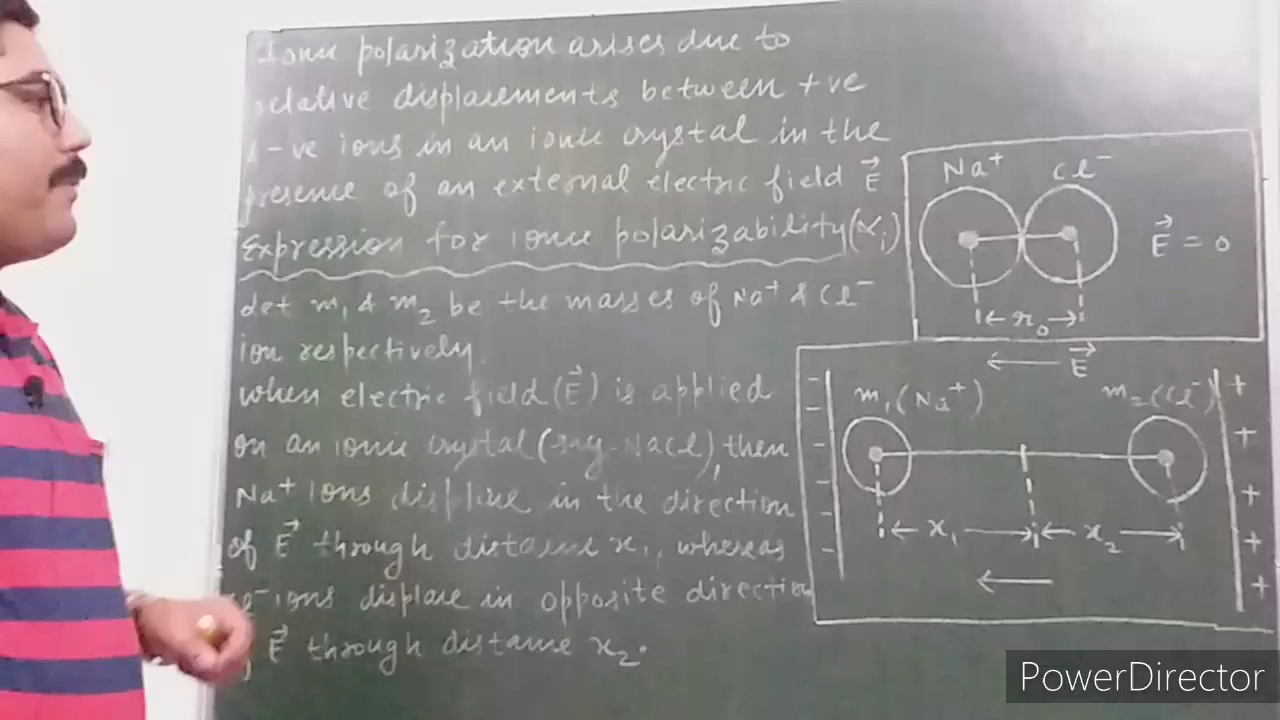 Ionic polarization arises due to
relative displacements between +ve
& -ve ions in an ionic crystal in the
presence of an external electric field E⃗
Expression for ionic polarizability (αi)
Let m1 & m2 be the masses of Na+ & Cl-
ion respectively.
when electric field (E⃗) is applied
on an ionic crystal (say-NaCl), then
Na+ ions displace in the direction
of E⃗ through distance x1, whereas
Cl- ions displace in opposite direction
E⃗ through distance x2.
Na+ Cl-
E⃗ = 0
r0
E⃗
m1(Na+) m2(Cl-)
- - - - - -
+ + + + +
x1 x2
PowerDirector